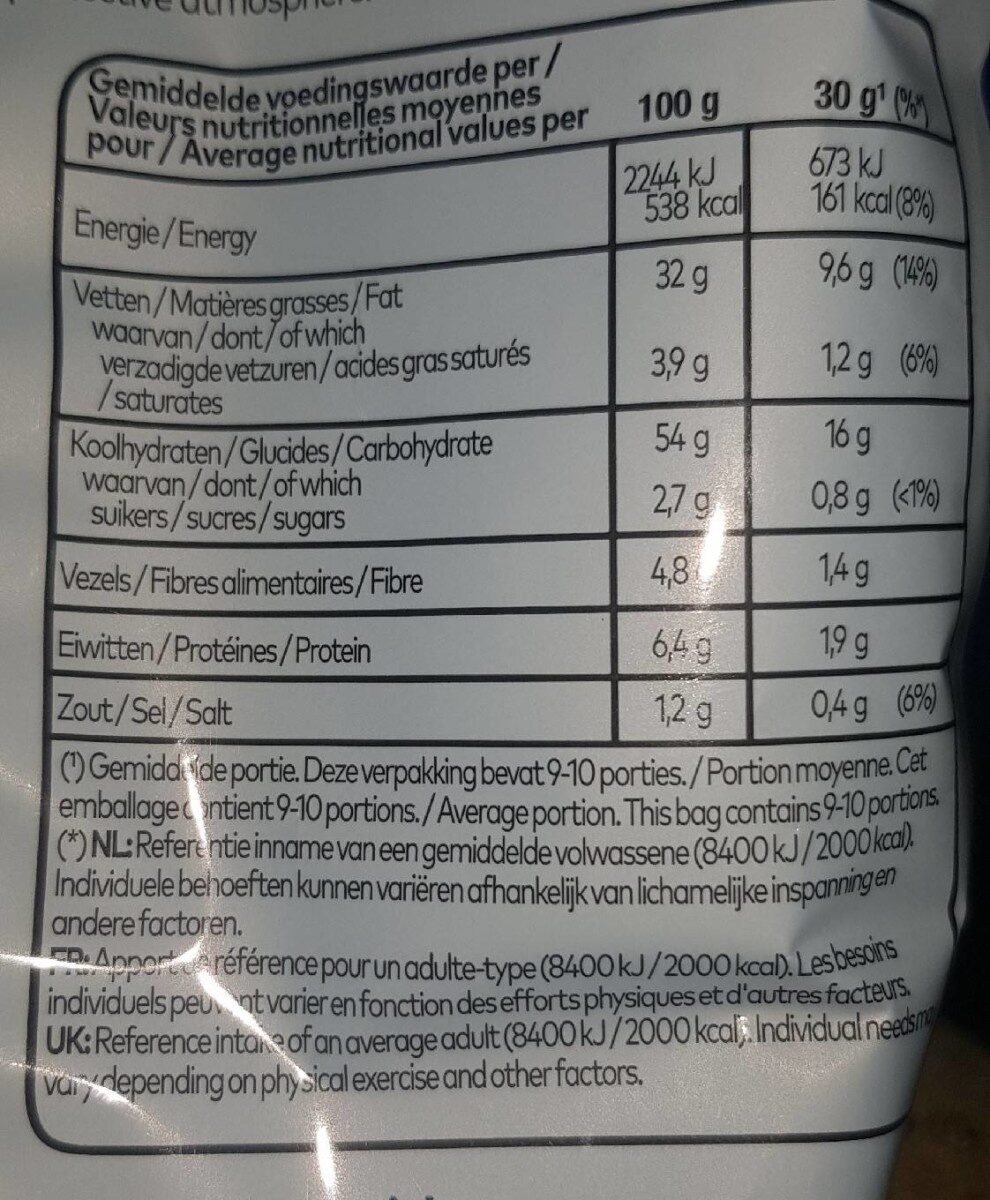 Gemiddelde voedingswaarde per /
Valeurs nutritionnelles moyennes
pour / Average nutritional values per 100 g 30 g¹ (%*)
Energie/Energy 2244 kJ 538 kcal 673 kJ 161 kcal (8%)
Vetten/Matières grasses/Fat 32 g 9,6 g (14%)
waarvan/dont/of which
verzadigde vetzuren/acides gras saturés 3,9 g 1,2 g (6%)
/saturates
Koolhydraten/Glucides/Carbohydrate 54 g 16 g
waarvan/dont/of which
suikers/sucres/sugars 2,7 g 0,8 g (<1%)
Vezels/Fibres alimentaires/Fibre 4,8 1,4 g
Eiwitten/Protéines/Protein 6,4 g 1,9 g
Zout/Sel/Salt 1,2 g 0,4 g (6%)
(¹) Gemiddelde portie. Deze verpakking bevat 9-10 porties./Portion moyenne. Cet
emballage contient 9-10 portions./Average portion. This bag contains 9-10 portions.
(*) NL: Referentie inname van een gemiddelde volwassene (8400 kJ/2000 kcal).
Individuele behoeften kunnen variëren afhankelijk van lichamelijke inspanning en
andere factoren.
FR: Apport de référence pour un adulte-type (8400 kJ/2000 kcal). Les besoins
individuels peuvent varier en fonction des efforts physiques et d'autres facteurs.
UK: Reference intake of an average adult (8400 kJ/2000 kcal). Individual needs
vary depending on physical exercise and other factors.